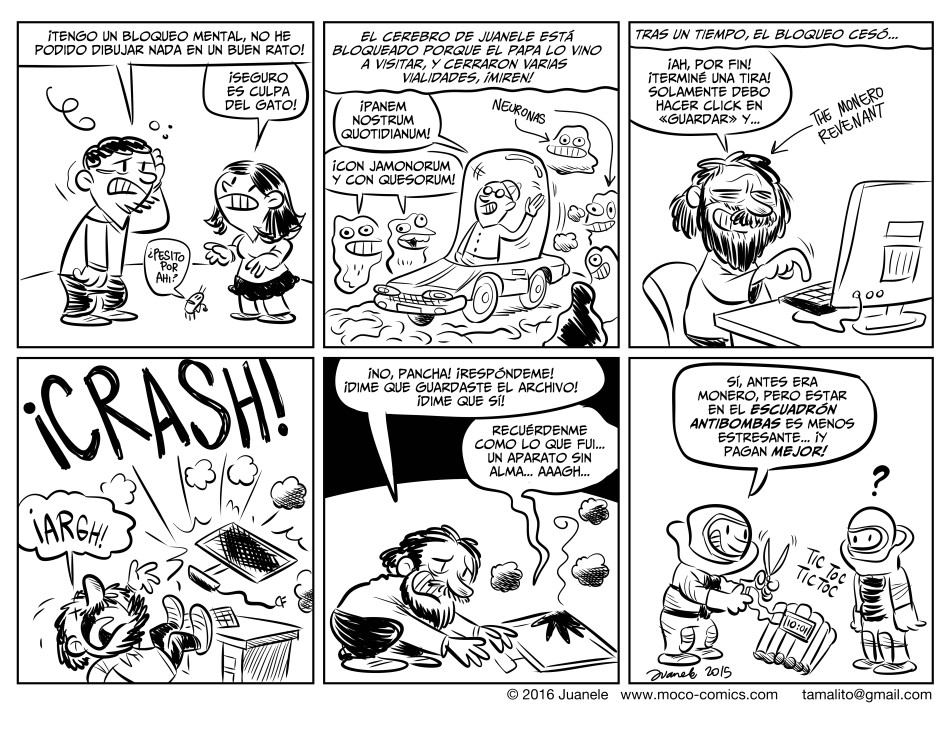 ¡TENGO UN BLOQUEO MENTAL, NO HE
PODIDO DIBUJAR NADA EN UN BUEN RATO!
¡SEGURO
ES CULPA
DEL GATO!
¿PESITO
POR
AHI?
EL CEREBRO DE JUANELE ESTÁ
BLOQUEADO PORQUE EL PAPA LO VINO
A VISITAR, Y CERRARON VARIAS
VIALIDADES, ¡MIREN!
¡PANEM
NOSTRUM
QUOTIDIANUM!
NEURONAS
¡CON JAMONORUM
Y CON QUESORUM!
TRAS UN TIEMPO, EL BLOQUEO CESÓ...
¡AH, POR FIN!
¡TERMINÉ UNA TIRA!
SOLAMENTE DEBO
HACER CLICK EN
«GUARDAR» Y...
THE MONERO
REVENANT
¡CRASH!
¡ARGH!
¡NO, PANCHA! ¡RESPÓNDEME!
¡DIME QUE GUARDASTE EL ARCHIVO!
¡DIME QUE SÍ!
RECUÉRDENME
COMO LO QUE FUI...
UN APARATO SIN
ALMA... AAAGH...
SÍ, ANTES ERA
MONERO, PERO ESTAR
EN EL ESCUADRÓN
ANTIBOMBAS ES MENOS
ESTRESANTE... ¡Y
PAGAN MEJOR!
?
TIC TOC
TIC TOC
10:01
Juanele 2015
© 2016 Juanele www.moco-comics.com tamalito@gmail.com